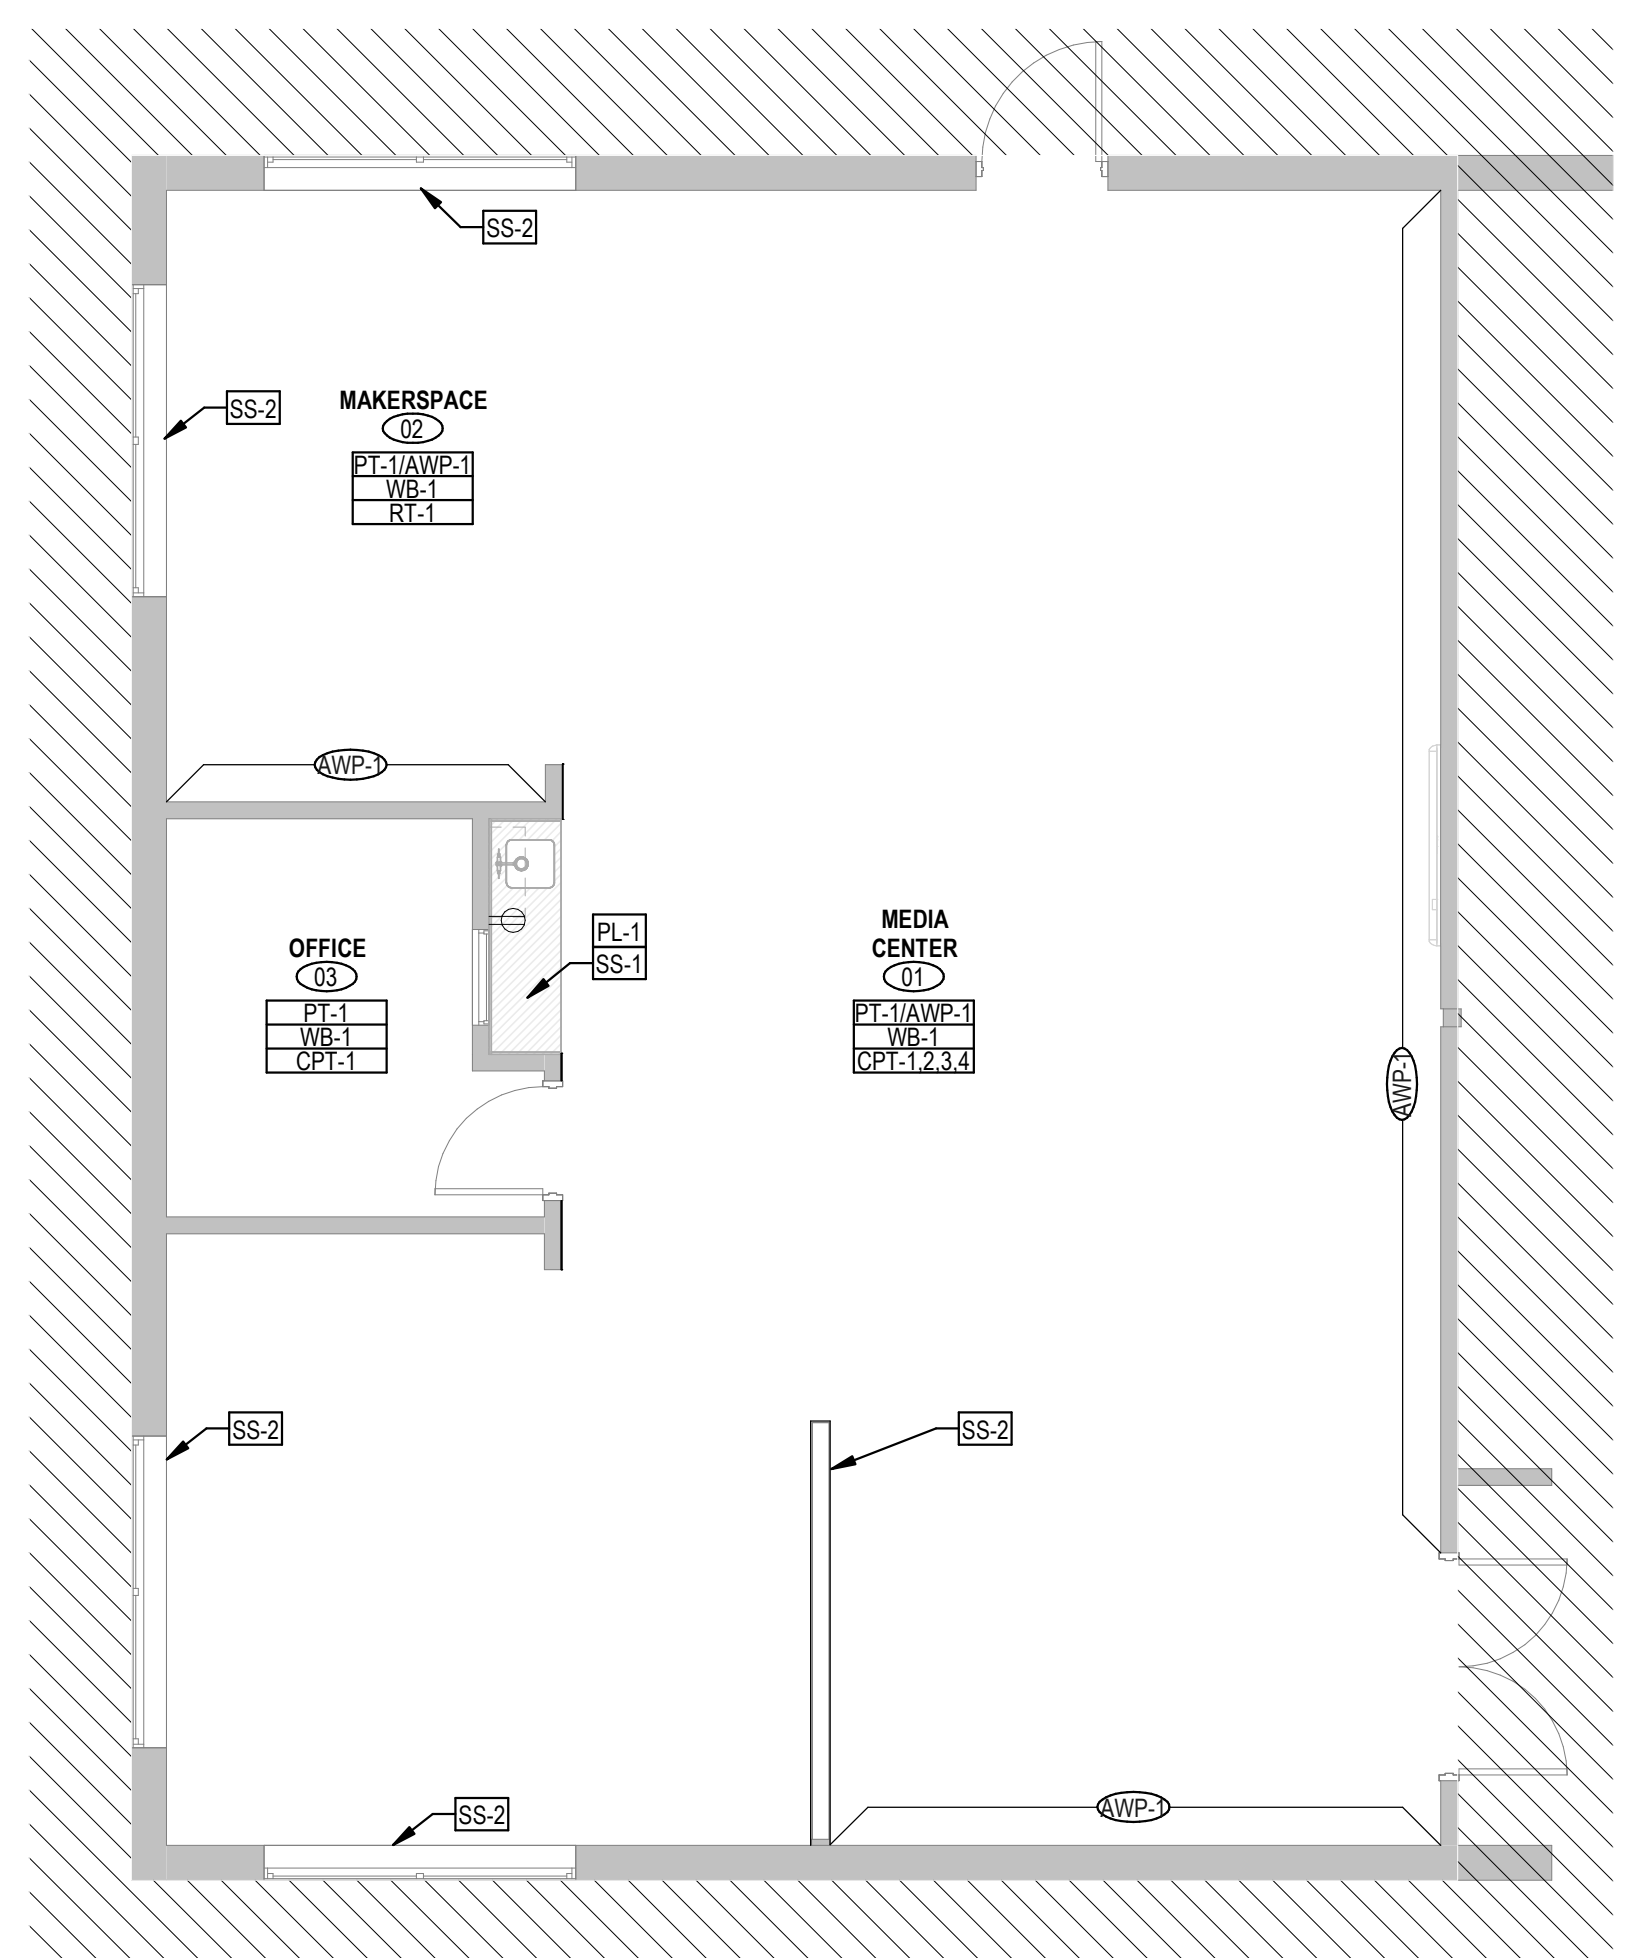 SS-2
SS-2
MAKERSPACE
02
PT-1/AWP-1
WB-1
RT-1
AWP-1
OFFICE
03
PT-1
WB-1
CPT-1
PL-1
SS-1
MEDIA
CENTER
01
PT-1/AWP-1
WB-1
CPT-1,2,3,4
AWP-1
SS-2
SS-2
SS-2
AWP-1